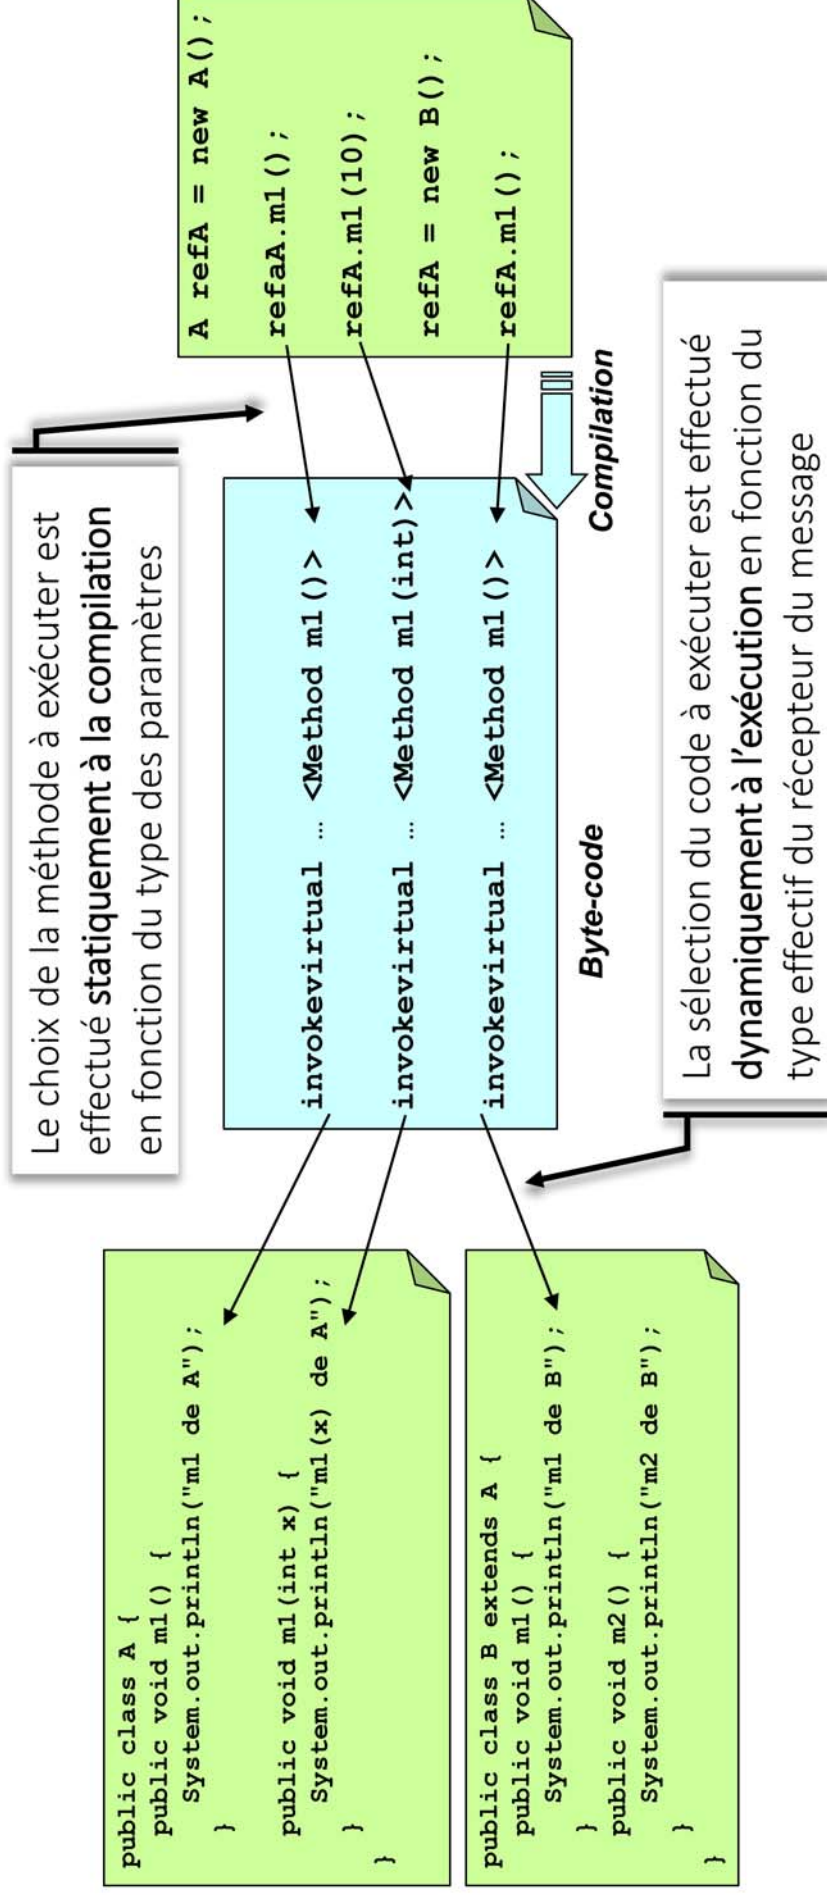 Le choix de la méthode à exécuter est
effectué statiquement à la compilation
en fonction du type des paramètres
public class A {
public void m1() {
System.out.println("m1 de A");
}
public void m1(int x) {
System.out.println("m1(x) de A");
}
}
public class B extends A {
public void m1() {
System.out.println("m1 de B");
}
public void m2() {
System.out.println("m2 de B");
}
}
invokevirtual … <Method m1()>
invokevirtual … <Method m1(int)>
invokevirtual … <Method m1()>
Byte-code
Compilation
A refA = new A();
refaA.m1();
refA.m1(10);
refA = new B();
refA.m1();
La sélection du code à exécuter est effectué
dynamiquement à l'exécution en fonction du
type effectif du récepteur du message